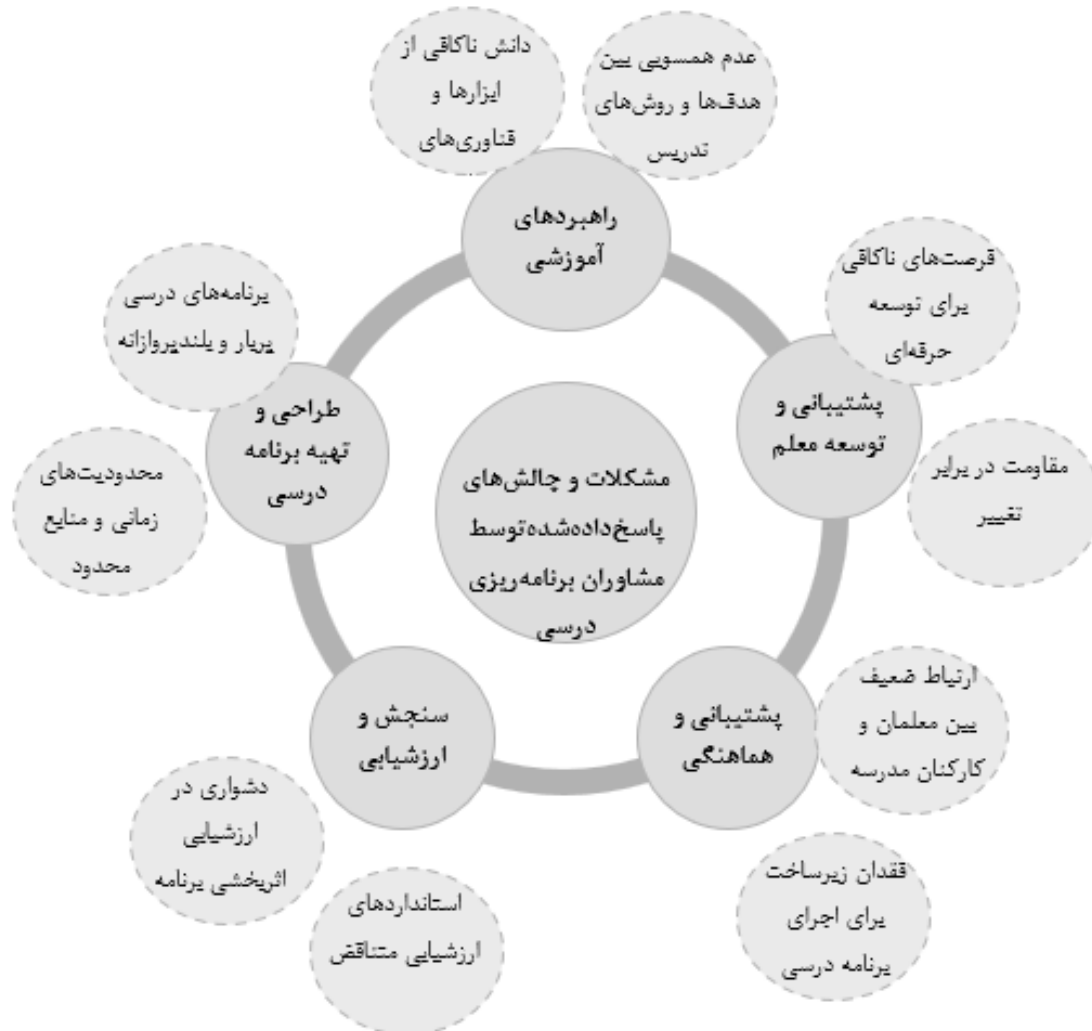 دانش ناکافی از
ابزارها و
فناوری‌های
عدم همسویی بین
هدف‌ها و روش‌های
تدریس
راهبردهای
آموزشی
فرصت‌های ناکافی
برای توسعه
حرفه‌ای
پشتیبانی و
توسعه معلم
مقاومت در برابر
تغییر
برنامه‌های درسی
پربار و بلندپروازانه
طراحی و
تهیه برنامه
درسی
محدودیت‌های
زمانی و منابع
محدود
مشکلات و چالش‌های
پاسخ‌داده‌شده‌توسط
مشاوران برنامه‌ریزی
درسی
ارتباط ضعیف
بین معلمان و
کارکنان مدرسه
پشتیبانی و
هماهنگی
فقدان زیرساخت
برای اجرای
برنامه درسی
سنجش و
ارزشیابی
دشواری در
ارزشیابی
اثربخشی برنامه
استانداردهای
ارزشیابی متناقض